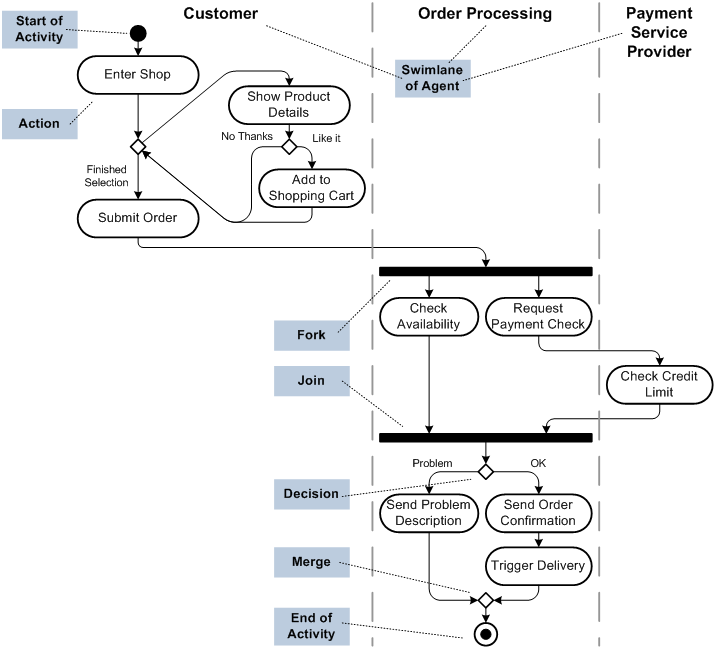 Customer
Order Processing
Payment
Service
Provider
Start of
Activity
Enter Shop
Swimlane
of Agent
Action
Show Product
Details
No Thanks
Like it
Finished
Selection
Add to
Shopping Cart
Submit Order
Fork
Check
Availability
Request
Payment Check
Join
Check Credit
Limit
Problem
OK
Decision
Send Problem
Description
Send Order
Confirmation
Merge
Trigger Delivery
End of
Activity